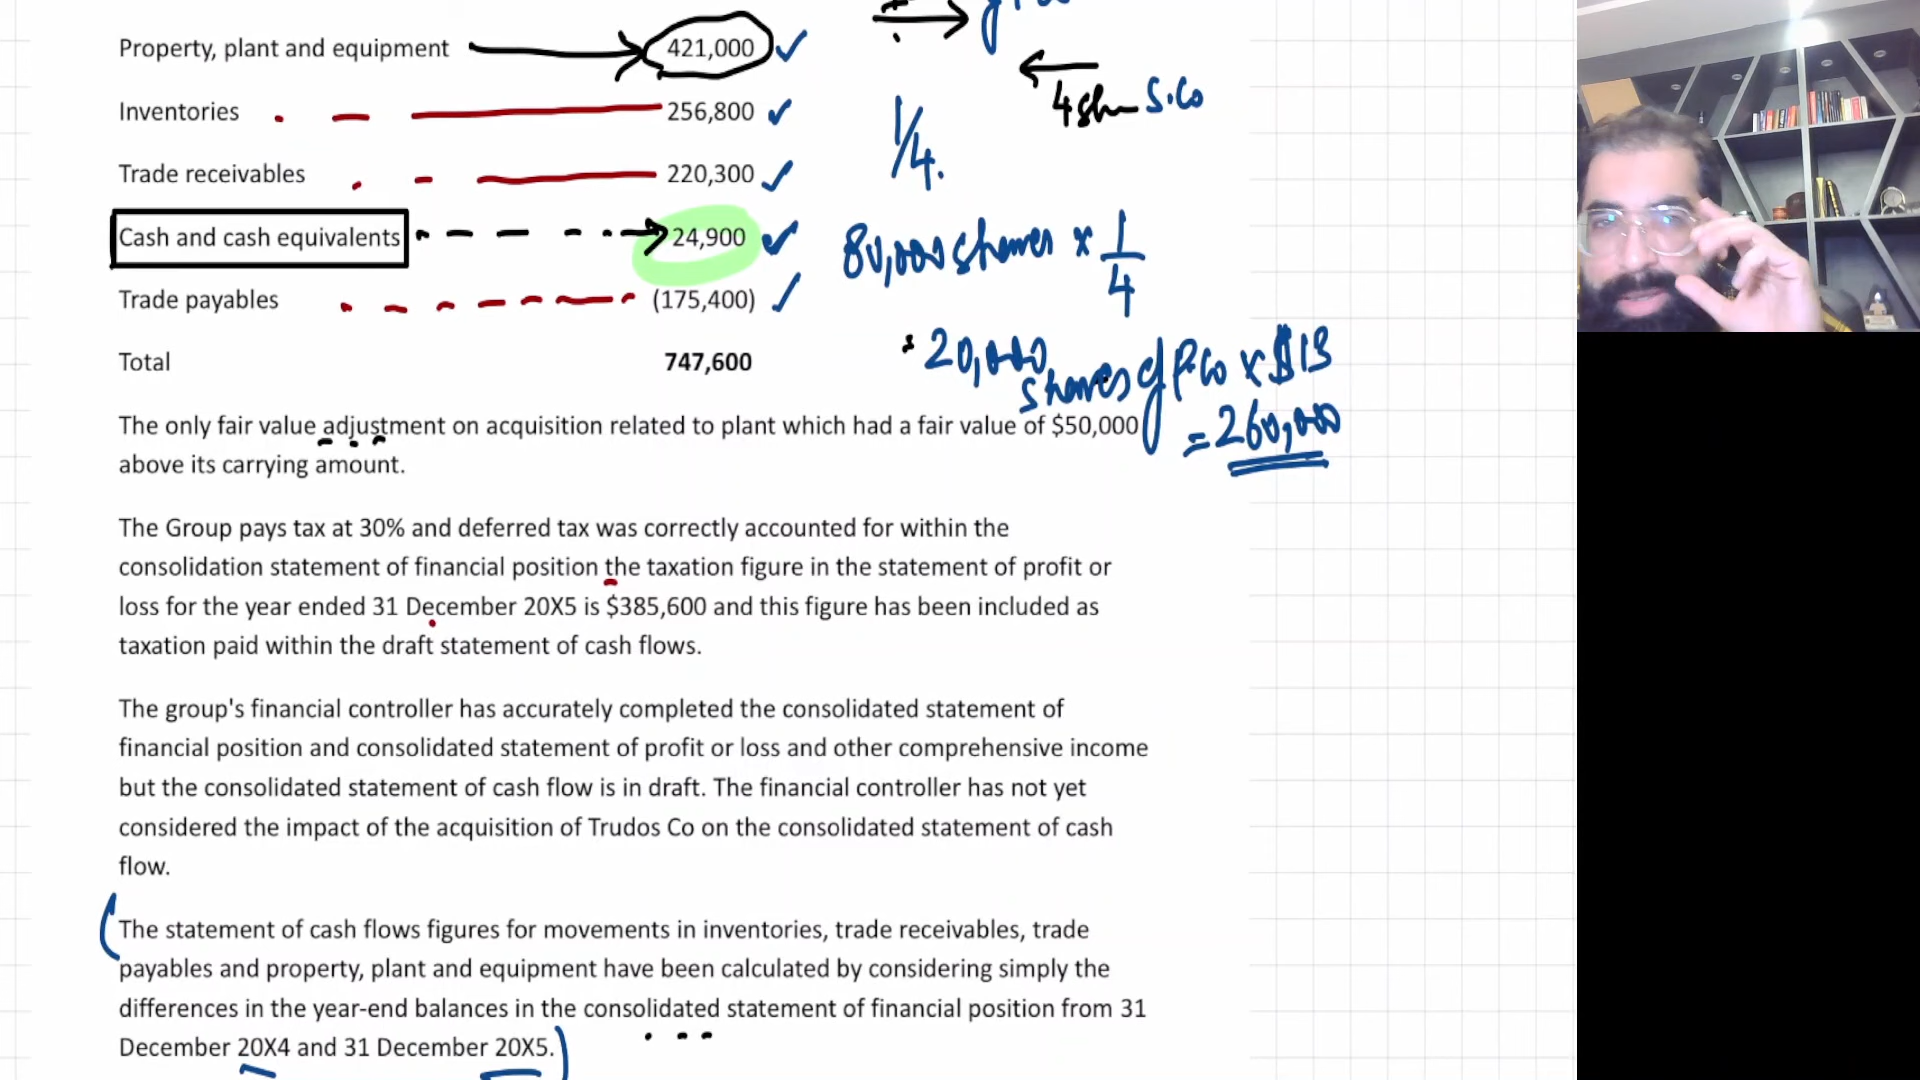 Property, plant and equipment 421,000
Inventories 256,800
4 sh S.Co
1/4.
Trade receivables 220,300
Cash and cash equivalents 24,900
80,000 shares × 1/4
Trade payables (175,400)
20,000 shares of P.Co × $13
Total 747,600
= 260,000
The only fair value adjustment on acquisition related to plant which had a fair value of $50,000
above its carrying amount.
The Group pays tax at 30% and deferred tax was correctly accounted for within the
consolidation statement of financial position the taxation figure in the statement of profit or
loss for the year ended 31 December 20X5 is $385,600 and this figure has been included as
taxation paid within the draft statement of cash flows.
The group's financial controller has accurately completed the consolidated statement of
financial position and consolidated statement of profit or loss and other comprehensive income
but the consolidated statement of cash flow is in draft. The financial controller has not yet
considered the impact of the acquisition of Trudos Co on the consolidated statement of cash
flow.
(The statement of cash flows figures for movements in inventories, trade receivables, trade
payables and property, plant and equipment have been calculated by considering simply the
differences in the year-end balances in the consolidated statement of financial position from 31
December 20X4 and 31 December 20X5.)